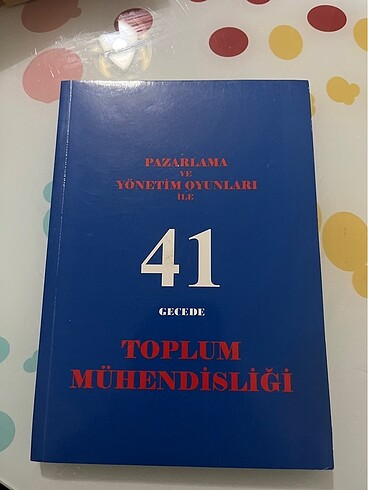 PAZARLAMA
VE
YÖNETİM OYUNLARI
İLE
41
GECEDE
TOPLUM
MÜHENDİSLİĞİ